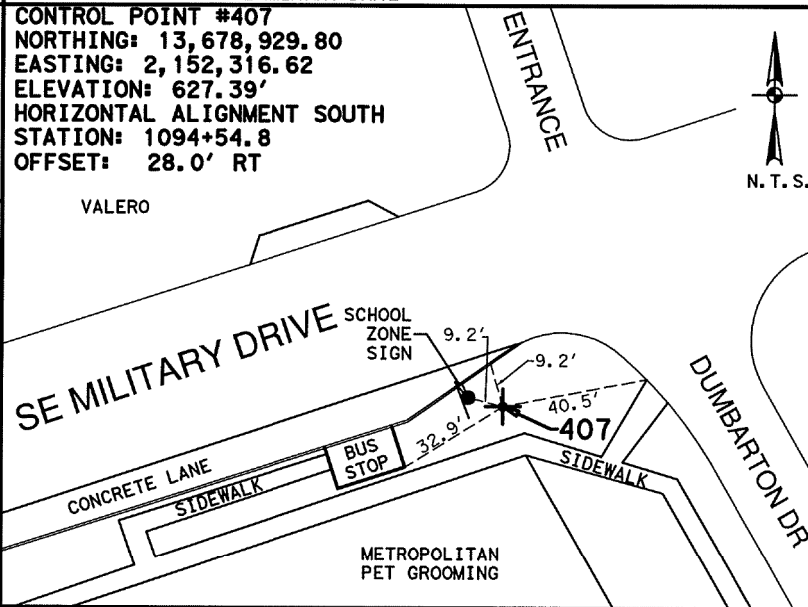 CONTROL POINT #407
NORTHING: 13,678,929.80
EASTING: 2,152,316.62
ELEVATION: 627.39'
HORIZONTAL ALIGNMENT SOUTH
STATION: 1094+54.8
OFFSET: 28.0' RT
ENTRANCE
N.T.S.
VALERO
SE MILITARY DRIVE
SCHOOL
ZONE
SIGN
9.2'
9.2'
40.5'
407
32.9'
BUS
STOP
DUMBARTON DR
CONCRETE LANE
SIDEWALK
SIDEWALK
METROPOLITAN
PET GROOMING